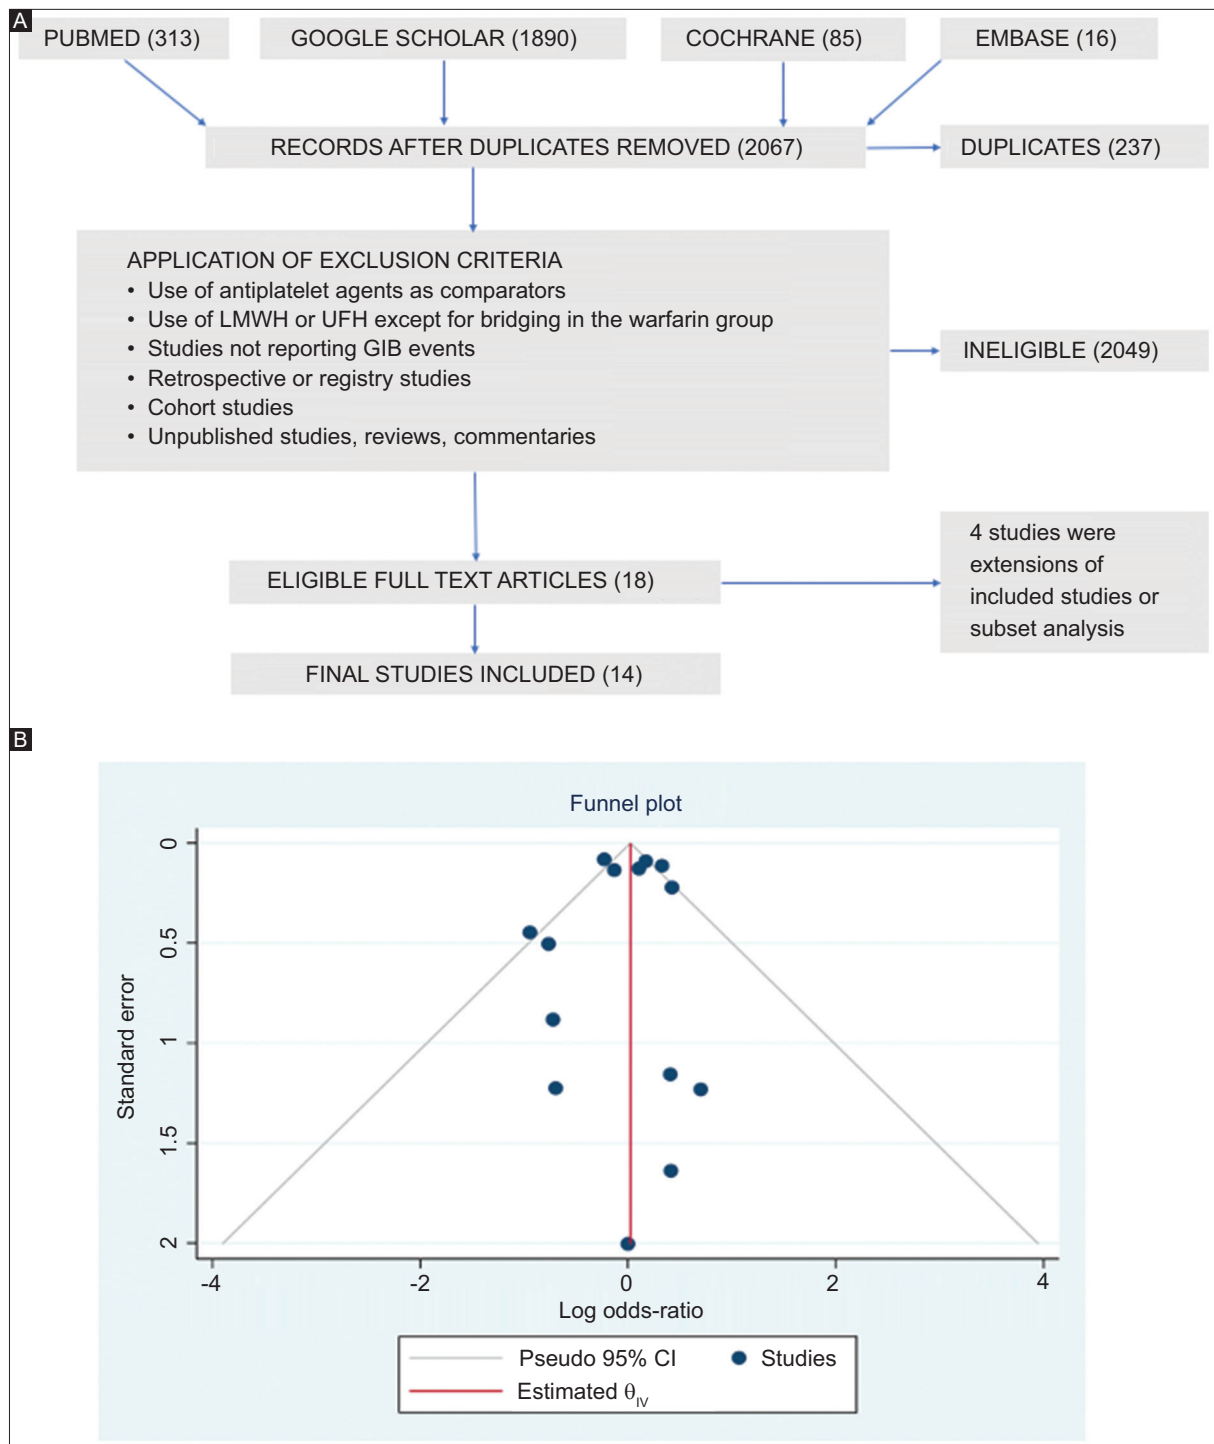 A
PUBMED (313)
GOOGLE SCHOLAR (1890)
COCHRANE (85)
EMBASE (16)
RECORDS AFTER DUPLICATES REMOVED (2067)
DUPLICATES (237)
APPLICATION OF EXCLUSION CRITERIA
• Use of antiplatelet agents as comparators
• Use of LMWH or UFH except for bridging in the warfarin group
• Studies not reporting GIB events
• Retrospective or registry studies
• Cohort studies
• Unpublished studies, reviews, commentaries
INELIGIBLE (2049)
ELIGIBLE FULL TEXT ARTICLES (18)
4 studies were
extensions of
included studies or
subset analysis
FINAL STUDIES INCLUDED (14)
B
Funnel plot
Standard error
0
0.5
1
1.5
2
-4
-2
0
2
4
Log odds-ratio
Pseudo 95% CI
Studies
Estimated θIV